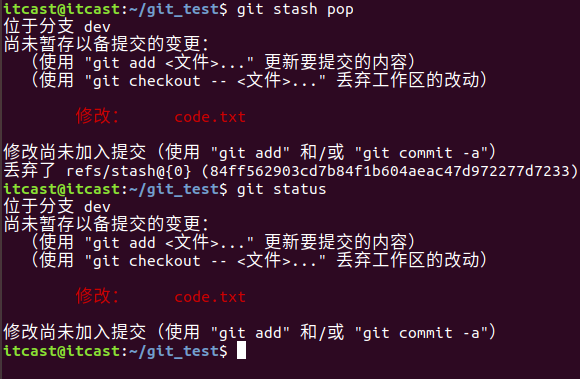 itcast@itcast:~/git_test$ git stash pop
位于分支 dev
尚未暂存以备提交的变更:
（使用 "git add <文件>..." 更新要提交的内容）
（使用 "git checkout -- <文件>..." 丢弃工作区的改动）
修改: code.txt
修改尚未加入提交（使用 "git add" 和/或 "git commit -a"）
丢弃了 refs/stash@{0} (84ff562903cd7b84f1b604aeac47d972277d7233)
itcast@itcast:~/git_test$ git status
位于分支 dev
尚未暂存以备提交的变更:
（使用 "git add <文件>..." 更新要提交的内容）
（使用 "git checkout -- <文件>..." 丢弃工作区的改动）
修改: code.txt
修改尚未加入提交（使用 "git add" 和/或 "git commit -a"）
itcast@itcast:~/git_test$